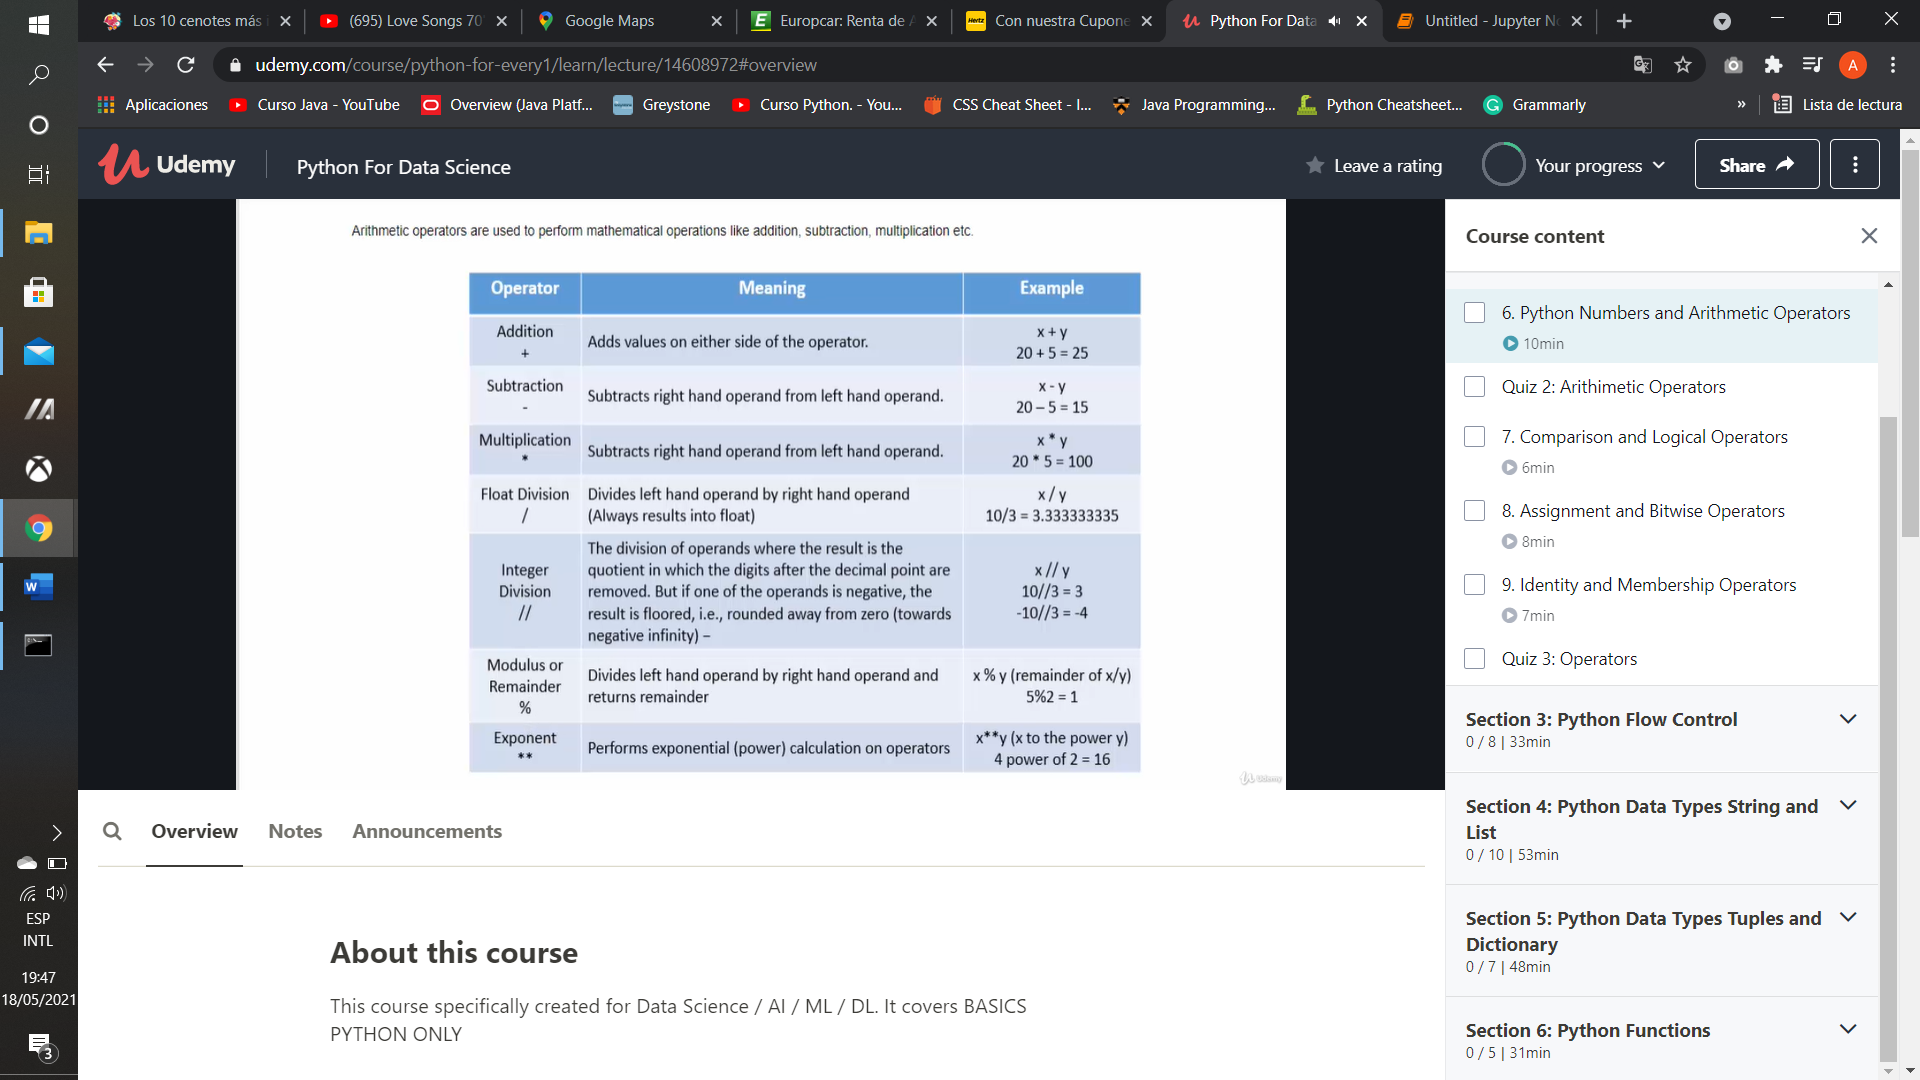 Los 10 cenotes más
(695) Love Songs 70
Google Maps
Europcar: Renta de
Con nuestra Cupone
Python For Data
Untitled - Jupyter N
udemy.com/course/python-for-every1/learn/lecture/14608972#overview
A
Aplicaciones
Curso Java - YouTube
Overview (Java Platf...
Greystone
Curso Python. - You...
CSS Cheat Sheet - I...
Java Programming...
Python Cheatsheet...
Grammarly
»
Lista de lectura
Udemy
Python For Data Science
Leave a rating
Your progress
Share
Arithmetic operators are used to perform mathematical operations like addition, subtraction, multiplication etc.
Operator
Meaning
Example
Addition
+
Adds values on either side of the operator.
x + y
20 + 5 = 25
Subtraction
-
Subtracts right hand operand from left hand operand.
x - y
20 – 5 = 15
Multiplication
*
Subtracts right hand operand from left hand operand.
x * y
20 * 5 = 100
Float Division
/
Divides left hand operand by right hand operand
(Always results into float)
x / y
10/3 = 3.333333335
Integer
Division
//
The division of operands where the result is the
quotient in which the digits after the decimal point are
removed. But if one of the operands is negative, the
result is floored, i.e., rounded away from zero (towards
negative infinity) –
x // y
10//3 = 3
-10//3 = -4
Modulus or
Remainder
%
Divides left hand operand by right hand operand and
returns remainder
x % y (remainder of x/y)
5%2 = 1
Exponent
**
Performs exponential (power) calculation on operators
x**y (x to the power y)
4 power of 2 = 16
Udemy
Course content
6. Python Numbers and Arithmetic Operators
10min
Quiz 2: Arithimetic Operators
7. Comparison and Logical Operators
6min
8. Assignment and Bitwise Operators
8min
9. Identity and Membership Operators
7min
Quiz 3: Operators
Section 3: Python Flow Control
0 / 8 | 33min
Section 4: Python Data Types String and
List
0 / 10 | 53min
Section 5: Python Data Types Tuples and
Dictionary
0 / 7 | 48min
Section 6: Python Functions
0 / 5 | 31min
Overview
Notes
Announcements
About this course
This course specifically created for Data Science / AI / ML / DL. It covers BASICS
PYTHON ONLY
ESP
INTL
19:47
18/05/2021
3